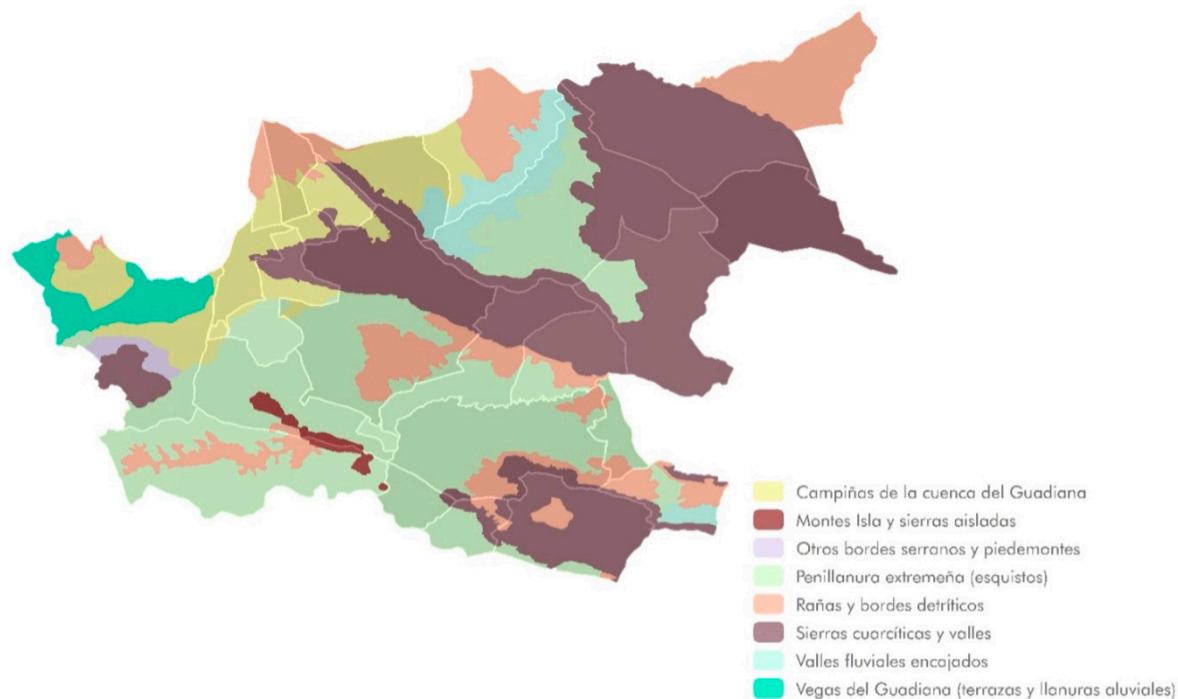 Campiñas de la cuenca del Guadiana
Montes Isla y sierras aisladas
Otros bordes serranos y piedemontes
Penillanura extremeña (esquistos)
Rañas y bordes detríticos
Sierras cuarcíticas y valles
Valles fluviales encajados
Vegas del Guadiana (terrazas y llanuras aluviales)